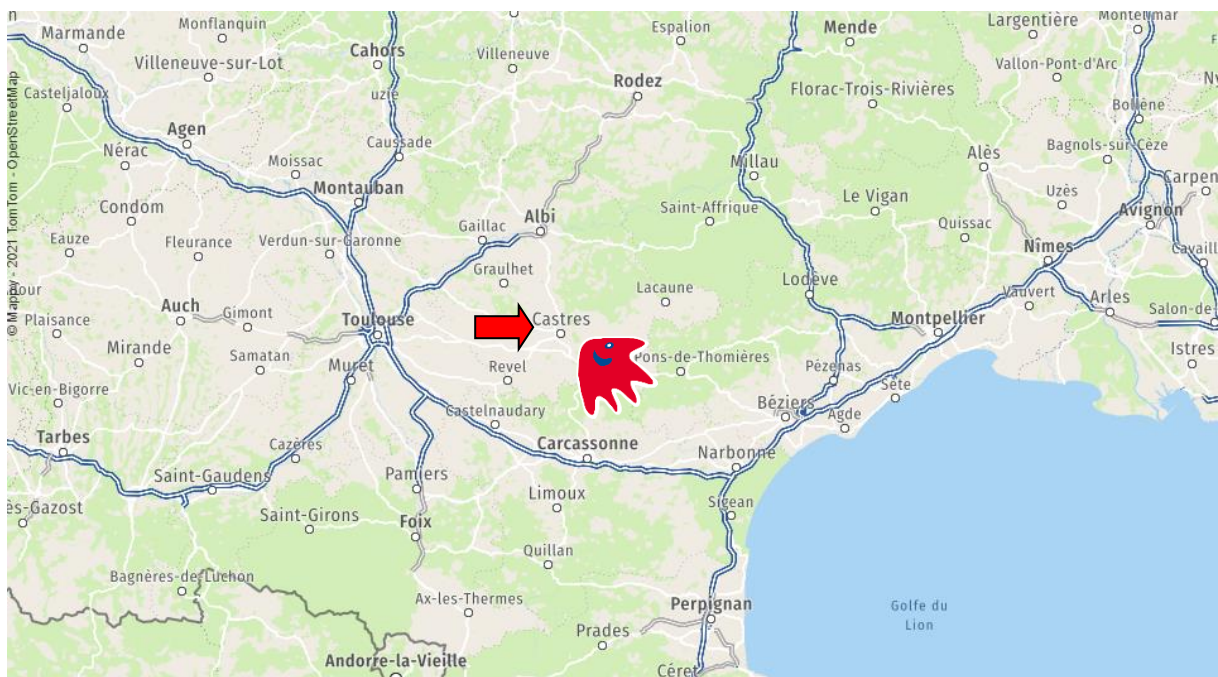 Monflanquin
Espalion
Largentière
Montélimar
Marmande
Cahors
Villeneuve
Mende
Villeneuve-sur-Lot
Vallon-Pont-d'Arc
Rodez
Casteljaloux
uzie
Florac-Trois-Rivières
Bollène
Agen
Caussade
Nérac
Moissac
Millau
Alès
Bagnols-sur-Cèze
Montauban
Le Vigan
Uzès
Carpen
Condom
Albi
Saint-Affrique
Quissac
Avignon
Eauze
Fleurance
Verdun-sur-Garonne
Gaillac
Nîmes
Cavaill
Graulhet
Lodève
Lacaune
Vauvert
Arles
Auch
Gimont
Toulouse
Castres
Montpellier
Salon-de-
Plaisance
Mirande
Samatan
Muret
Revel
Pons-de-Thomières
Pézenas
Sète
Istres
Vic-en-Bigorre
Castelnaudary
Béziers
Agde
Tarbes
Cazères
Carcassonne
Narbonne
Saint-Gaudens
Pamiers
Limoux
Sigean
ès-Gazost
Saint-Girons
Foix
Quillan
Bagnères-de-Luchon
Ax-les-Thermes
Perpignan
Golfe du
Lion
Prades
Andorre-la-Vieille
Céret
© Mappy - 2021 TomTom - OpenStreetMap